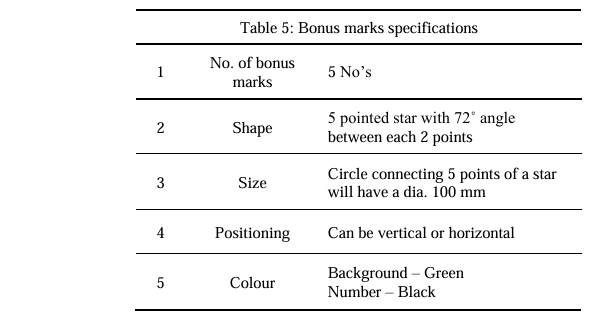 Table 5: Bonus marks specifications
1 No. of bonus marks 5 No’s
2 Shape 5 pointed star with 72˚ angle
between each 2 points
3 Size Circle connecting 5 points of a star
will have a dia. 100 mm
4 Positioning Can be vertical or horizontal
5 Colour Background – Green
Number – Black